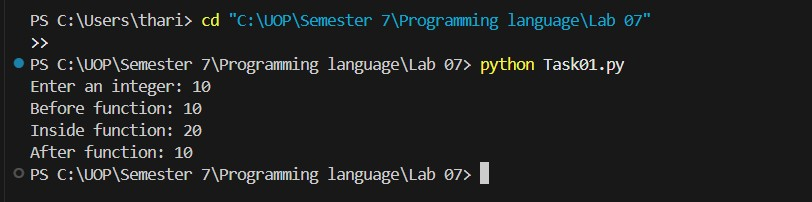 PS C:\Users\thari> cd "C:\UOP\Semester 7\Programming language\Lab 07"
>>
PS C:\UOP\Semester 7\Programming language\Lab 07> python Task01.py
Enter an integer: 10
Before function: 10
Inside function: 20
After function: 10
PS C:\UOP\Semester 7\Programming language\Lab 07>